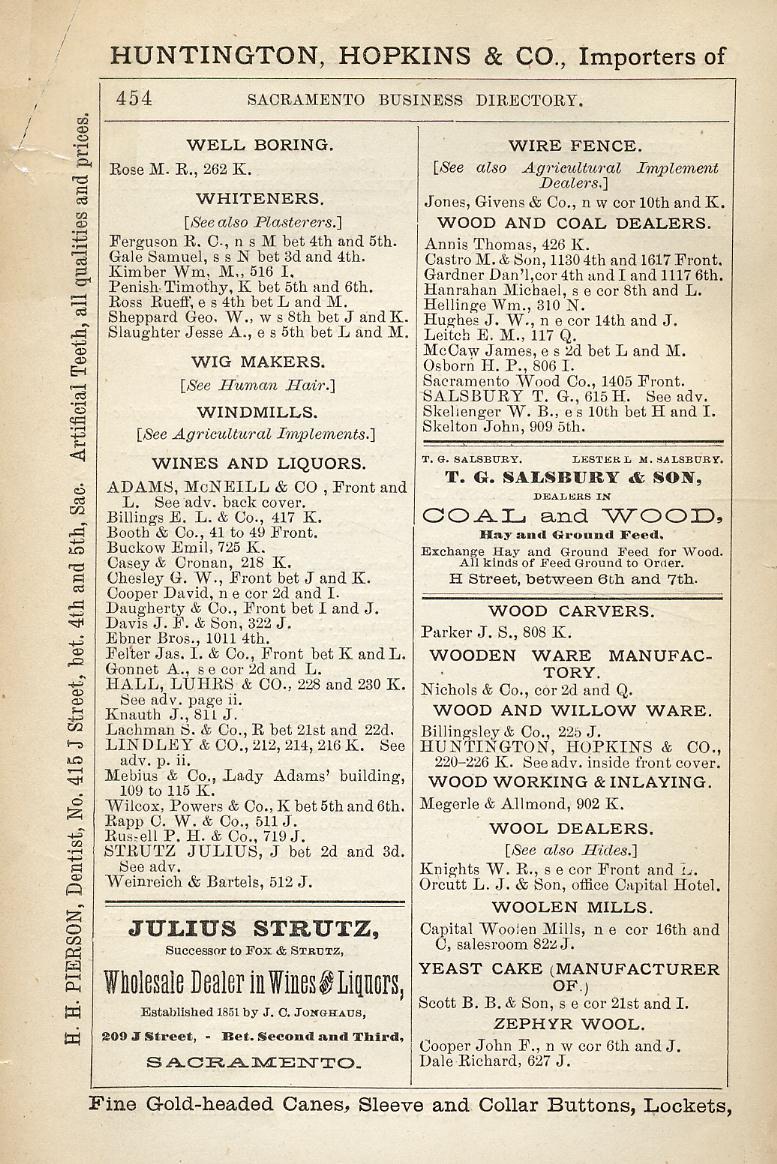 HUNTINGTON, HOPKINS & CO., Importers of
454 SACRAMENTO BUSINESS DIRECTORY.
H. H. PIERSON, Dentist, No. 415 J Street, bet. 4th and 5th, Sac. Artificial Teeth, all qualities and prices.
WELL BORING.
Rose M. R., 262 K.
WHITENERS.
[See also Plasterers.]
Ferguson R. C., n s M bet 4th and 5th.
Gale Samuel, s s N bet 3d and 4th.
Kimber Wm. M., 516 I.
Penish Timothy, K bet 5th and 6th.
Ross Rueff, e s 4th bet L and M.
Sheppard Geo. W., w s 8th bet J and K.
Slaughter Jesse A., e s 5th bet L and M.
WIG MAKERS.
[See Human Hair.]
WINDMILLS.
[See Agricultural Implements.]
WINES AND LIQUORS.
ADAMS, McNEILL & CO , Front and
L. See adv. back cover.
Billings E. L. & Co., 417 K.
Booth & Co., 41 to 49 Front.
Buckow Emil, 725 K.
Casey & Cronan, 218 K.
Chesley G. W., Front bet J and K.
Cooper David, n e cor 2d and I.
Daugherty & Co., Front bet I and J.
Davis J. F. & Son, 322 J.
Ebner Bros., 1011 4th.
Felter Jas. I. & Co., Front bet K and L.
Gonnet A., s e cor 2d and L.
HALL, LUHRS & CO., 228 and 230 K.
See adv. page ii.
Knauth J., 811 J.
Lachman S. & Co., R bet 21st and 22d.
LINDLEY & CO., 212, 214, 216 K. See
adv. p. ii.
Mebius & Co., Lady Adams' building,
109 to 115 K.
Wilcox, Powers & Co., K bet 5th and 6th.
Rapp C. W. & Co., 511 J.
Russell P. H. & Co., 719 J.
STRUTZ JULIUS, J bet 2d and 3d.
See adv.
Weinreich & Bartels, 512 J.
JULIUS STRUTZ,
Successor to Fox & Strutz,
Wholesale Dealer in Wines and Liquors,
Established 1851 by J. C. Jonghaus,
209 J Street, - Bet. Second and Third,
SACRAMENTO.
WIRE FENCE.
[See also Agricultural Implement
Dealers.]
Jones, Givens & Co., n w cor 10th and K.
WOOD AND COAL DEALERS.
Annis Thomas, 426 K.
Castro M. & Son, 1130 4th and 1617 Front.
Gardner Dan'l, cor 4th and I and 1117 6th.
Hanrahan Michael, s e cor 8th and L.
Hellinge Wm., 310 N.
Hughes J. W., n e cor 14th and J.
Leitch E. M., 117 Q.
McCaw James, e s 2d bet L and M.
Osborn H. P., 806 I.
Sacramento Wood Co., 1405 Front.
SALSBURY T. G., 615 H. See adv.
Skellenger W. B., e s 10th bet H and I.
Skelton John, 909 5th.
T. G. SALSBURY. LESTER L M. SALSBURY.
T. G. SALSBURY & SON,
DEALERS IN
COAL and WOOD,
Hay and Ground Feed.
Exchange Hay and Ground Feed for Wood.
All kinds of Feed Ground to Order.
H Street, between 6th and 7th.
WOOD CARVERS.
Parker J. S., 808 K.
WOODEN WARE MANUFAC-
TORY.
Nichols & Co., cor 2d and Q.
WOOD AND WILLOW WARE.
Billingsley & Co., 225 J.
HUNTINGTON, HOPKINS & CO.,
220-226 K. See adv. inside front cover.
WOOD WORKING & INLAYING.
Megerle & Allmond, 902 K.
WOOL DEALERS.
[See also Hides.]
Knights W. R., s e cor Front and L.
Orcutt L. J. & Son, office Capital Hotel.
WOOLEN MILLS.
Capital Woolen Mills, n e cor 16th and
C, salesroom 822 J.
YEAST CAKE (MANUFACTURER
OF.)
Scott B. B. & Son, s e cor 21st and I.
ZEPHYR WOOL.
Cooper John F., n w cor 6th and J.
Dale Richard, 627 J.
Fine Gold-headed Canes, Sleeve and Collar Buttons, Lockets,